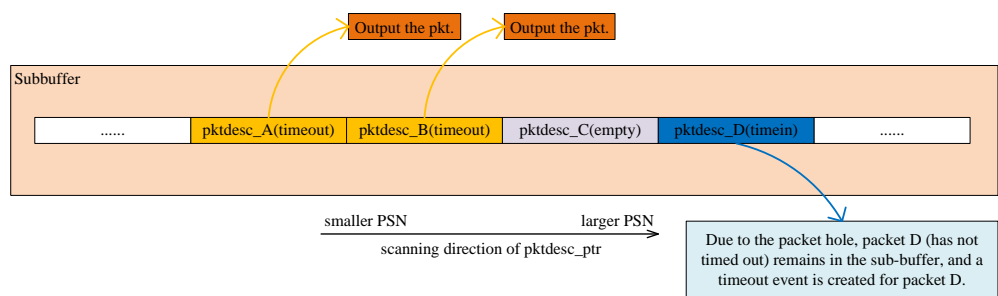 Output the pkt.
Output the pkt.
Subbuffer
......
pktdesc_A(timeout)
pktdesc_B(timeout)
pktdesc_C(empty)
pktdesc_D(timein)
......
smaller PSN
larger PSN
scanning direction of pktdesc_ptr
Due to the packet hole, packet D (has not
timed out) remains in the sub-buffer, and a
timeout event is created for packet D.